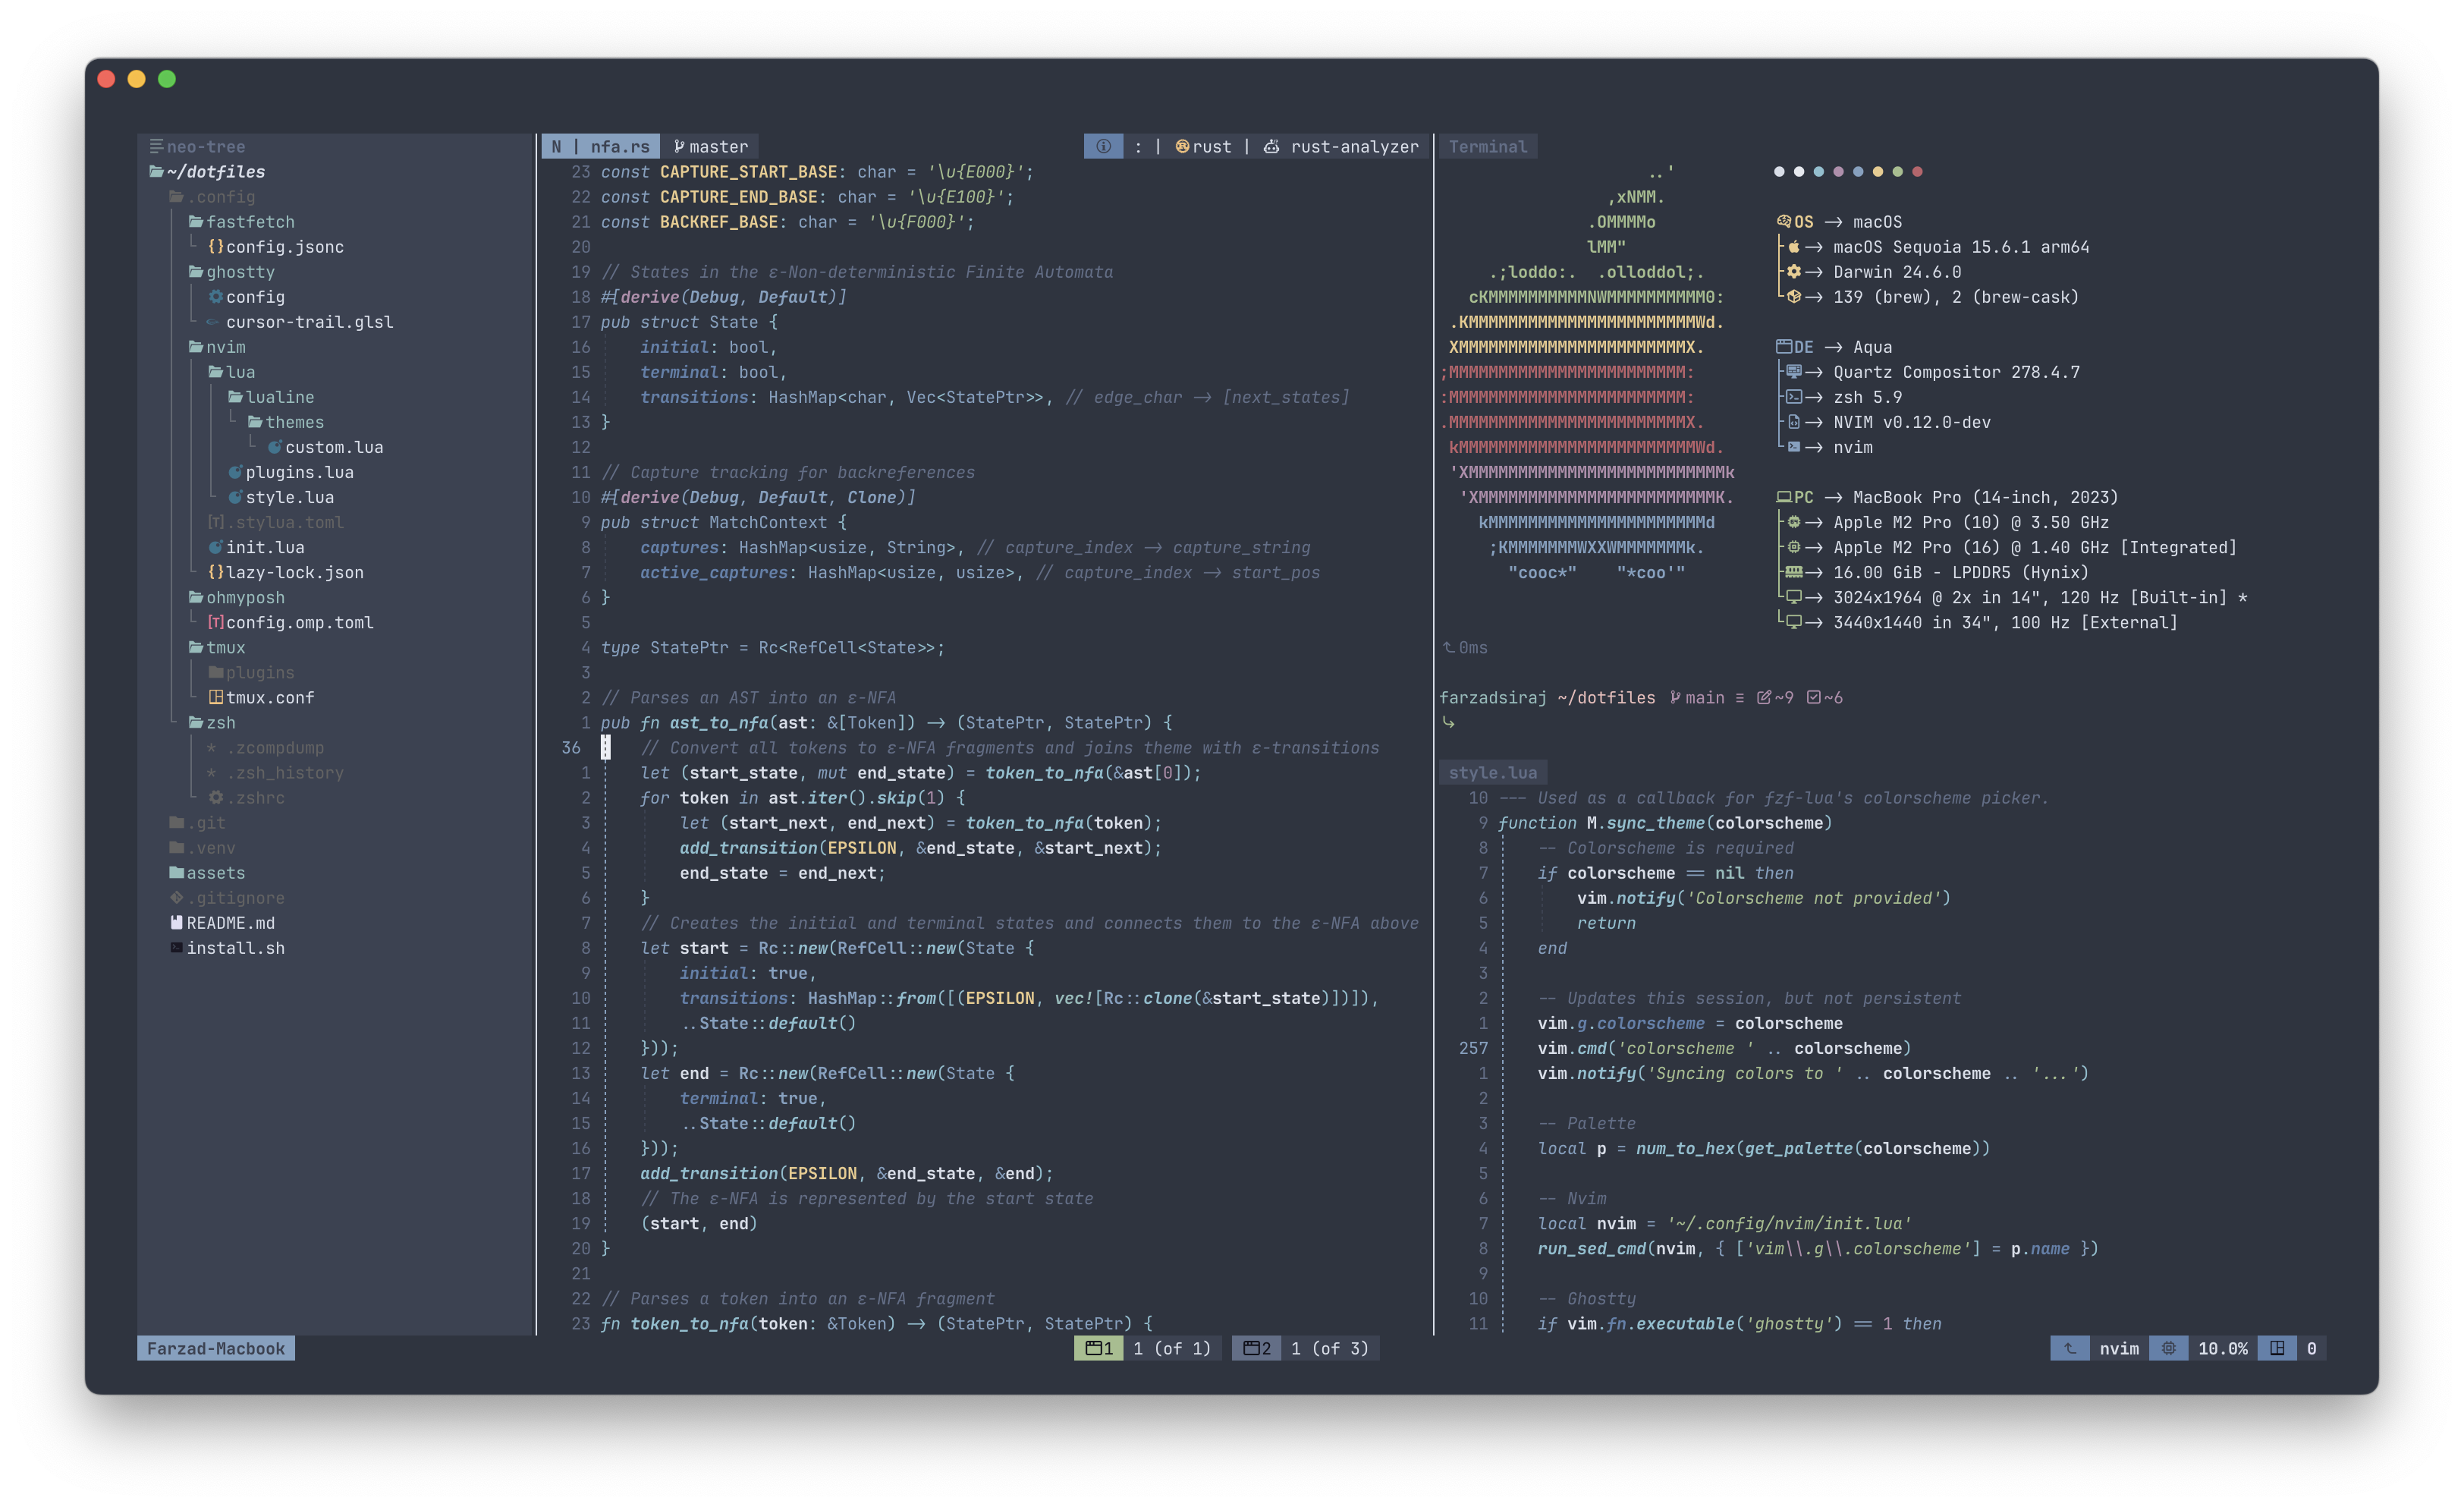 neo-tree
~/dotfiles
.config
fastfetch
config.jsonc
ghostty
config
cursor-trail.glsl
nvim
lua
lualine
themes
custom.lua
plugins.lua
style.lua
.stylua.toml
init.lua
lazy-lock.json
ohmyposh
config.omp.toml
tmux
plugins
tmux.conf
zsh
.zcompdump
.zsh_history
.zshrc
.git
.venv
assets
.gitignore
README.md
install.sh
N | nfa.rs master : | rust | rust-analyzer
23 const CAPTURE_START_BASE: char = '\u{E000}';
22 const CAPTURE_END_BASE: char = '\u{E100}';
21 const BACKREF_BASE: char = '\u{F000}';
20
19 // States in the ε-Non-deterministic Finite Automata
18 #[derive(Debug, Default)]
17 pub struct State {
16     initial: bool,
15     terminal: bool,
14     transitions: HashMap<char, Vec<StatePtr>>, // edge_char -> [next_states]
13 }
12
11 // Capture tracking for backreferences
10 #[derive(Debug, Default, Clone)]
9 pub struct MatchContext {
8     captures: HashMap<usize, String>, // capture_index -> capture_string
7     active_captures: HashMap<usize, usize>, // capture_index -> start_pos
6 }
5
4 type StatePtr = Rc<RefCell<State>>;
3
2 // Parses an AST into an ε-NFA
1 pub fn ast_to_nfa(ast: &[Token]) -> (StatePtr, StatePtr) {
36     // Convert all tokens to ε-NFA fragments and joins theme with ε-transitions
1     let (start_state, mut end_state) = token_to_nfa(&ast[0]);
2     for token in ast.iter().skip(1) {
3         let (start_next, end_next) = token_to_nfa(token);
4         add_transition(EPSILON, &end_state, &start_next);
5         end_state = end_next;
6     }
7     // Creates the initial and terminal states and connects them to the ε-NFA above
8     let start = Rc::new(RefCell::new(State {
9         initial: true,
10         transitions: HashMap::from([(EPSILON, vec![Rc::clone(&start_state)])]),
11         ..State::default()
12     }));
13     let end = Rc::new(RefCell::new(State {
14         terminal: true,
15         ..State::default()
16     }));
17     add_transition(EPSILON, &end_state, &end);
18     // The ε-NFA is represented by the start state
19     (start, end)
20 }
21
22 // Parses a token into an ε-NFA fragment
23 fn token_to_nfa(token: &Token) -> (StatePtr, StatePtr) {
Terminal
..'
,xNMM.
.OMMMMo
lMM"
.;loddo:.  .olloddol;.
cKMMMMMMMMMMNWMMMMMMMMMM0:
.KMMMMMMMMMMMMMMMMMMMMMMMWd.
XMMMMMMMMMMMMMMMMMMMMMMMX.
;MMMMMMMMMMMMMMMMMMMMMMMM:
:MMMMMMMMMMMMMMMMMMMMMMMM:
.MMMMMMMMMMMMMMMMMMMMMMMMX.
kMMMMMMMMMMMMMMMMMMMMMMMMWd.
'XMMMMMMMMMMMMMMMMMMMMMMMMMMk
'XMMMMMMMMMMMMMMMMMMMMMMMMK.
kMMMMMMMMMMMMMMMMMMMMMMd
;KMMMMMMMWXXWMMMMMMMk.
"cooc*"    "*coo'"
OS -> macOS
-> macOS Sequoia 15.6.1 arm64
-> Darwin 24.6.0
-> 139 (brew), 2 (brew-cask)
DE -> Aqua
-> Quartz Compositor 278.4.7
-> zsh 5.9
-> NVIM v0.12.0-dev
-> nvim
PC -> MacBook Pro (14-inch, 2023)
-> Apple M2 Pro (10) @ 3.50 GHz
-> Apple M2 Pro (16) @ 1.40 GHz [Integrated]
-> 16.00 GiB - LPDDR5 (Hynix)
-> 3024x1964 @ 2x in 14", 120 Hz [Built-in] *
-> 3440x1440 in 34", 100 Hz [External]
0ms
farzadsiraj ~/dotfiles main ≡ ~9 ~6
style.lua
10 --- Used as a callback for fzf-lua's colorscheme picker.
9 function M.sync_theme(colorscheme)
8     -- Colorscheme is required
7     if colorscheme == nil then
6         vim.notify('Colorscheme not provided')
5         return
4     end
3
2     -- Updates this session, but not persistent
1     vim.g.colorscheme = colorscheme
257     vim.cmd('colorscheme ' .. colorscheme)
1     vim.notify('Syncing colors to ' .. colorscheme .. '...')
2
3     -- Palette
4     local p = num_to_hex(get_palette(colorscheme))
5
6     -- Nvim
7     local nvim = '~/.config/nvim/init.lua'
8     run_sed_cmd(nvim, { ['vim\\.g\\.colorscheme'] = p.name })
9
10     -- Ghostty
11     if vim.fn.executable('ghostty') == 1 then
Farzad-Macbook 1 1 (of 1) 2 1 (of 3) nvim 10.0% 0